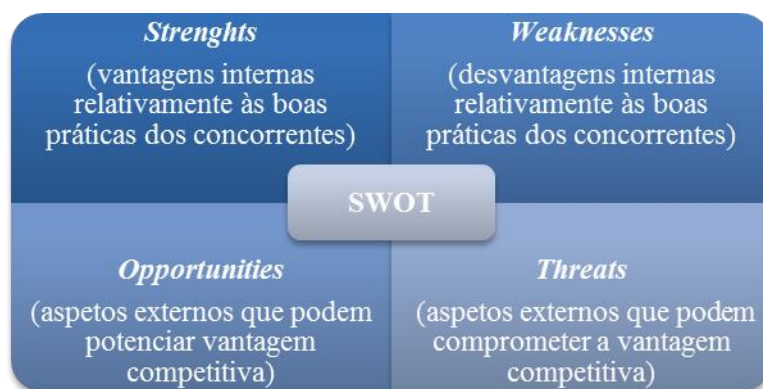 Strenghts
(vantagens internas
relativamente às boas
práticas dos concorrentes)
Weaknesses
(desvantagens internas
relativamente às boas
práticas dos concorrentes)
SWOT
Opportunities
(aspetos externos que podem
potenciar vantagem
competitiva)
Threats
(aspetos externos que podem
comprometer a vantagem
competitiva)